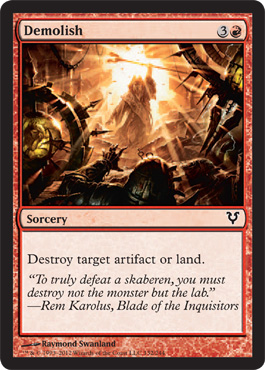 Demolish 3
Sorcery
Destroy target artifact or land.
“To truly defeat a skaberen, you must
destroy not the monster but the lab.”
—Rem Karolus, Blade of the Inquisitors
Raymond Swanland